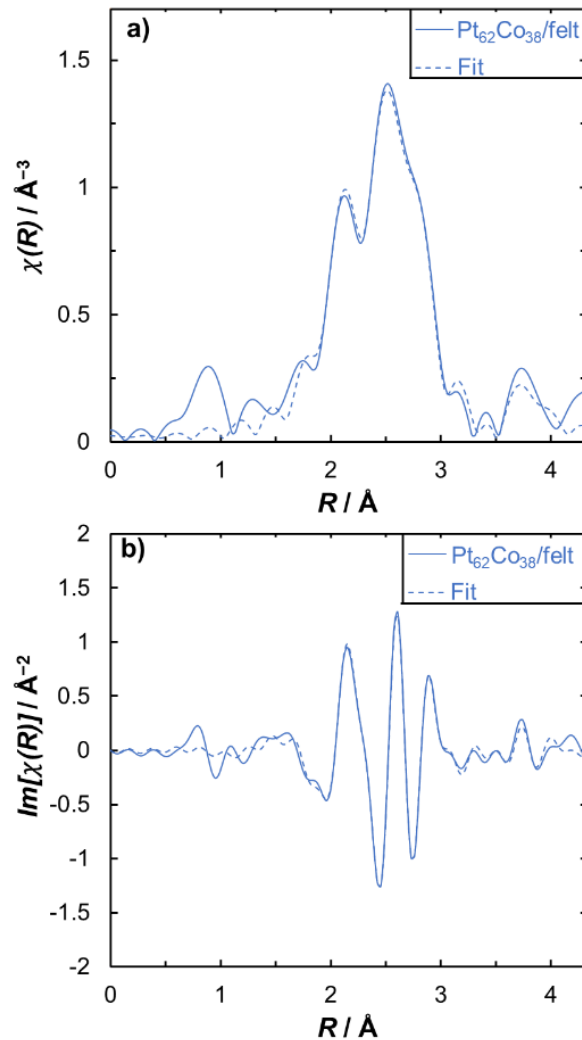 a)
Pt₆₂Co₃₈/felt
Fit
1.5
1
0.5
0
χ(R) / Å⁻³
0 1 2 3 4
R / Å
b)
Pt₆₂Co₃₈/felt
Fit
2
1.5
1
0.5
0
-0.5
-1
-1.5
-2
Im[χ(R)] / Å⁻²
0 1 2 3 4
R / Å